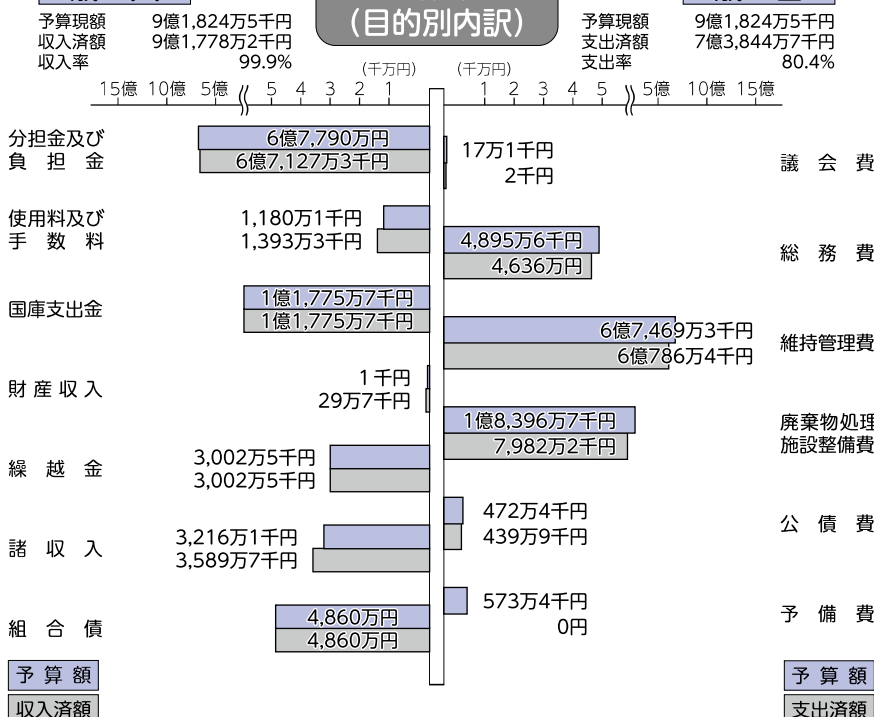 (目的別内訳)
予算現額 9億1,824万5千円
収入済額 9億1,778万2千円
収入率 99.9%
予算現額 9億1,824万5千円
支出済額 7億3,844万7千円
支出率 80.4%
(千万円)
15億 10億 5億 5 4 3 2 1
分担金及び
負担金
6億7,790万円
6億7,127万3千円
使用料及び
手数料
1,180万1千円
1,393万3千円
国庫支出金
1億1,775万7千円
1億1,775万7千円
財産収入
1千円
29万7千円
繰越金
3,002万5千円
3,002万5千円
諸収入
3,216万1千円
3,589万7千円
組合債
4,860万円
4,860万円
予算額
収入済額
(千万円)
1 2 3 4 5 5億 10億 15億
17万1千円
2千円
議会費
4,895万6千円
4,636万円
総務費
6億7,469万3千円
6億786万4千円
維持管理費
1億8,396万7千円
7,982万2千円
廃棄物処理
施設整備費
472万4千円
439万9千円
公債費
573万4千円
0円
予備費
予算額
支出済額